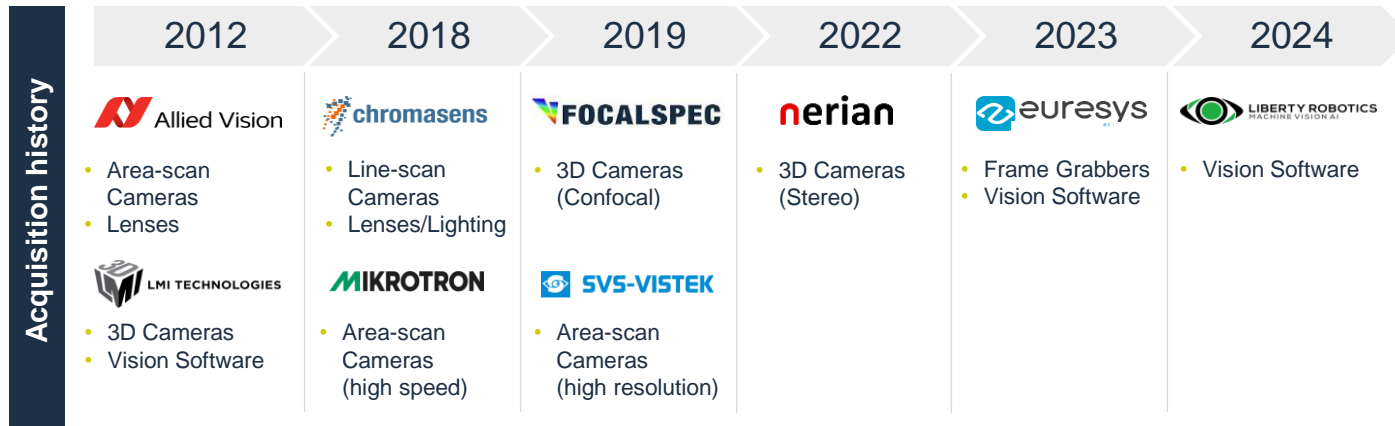 Acquisition history
2012
2018
2019
2022
2023
2024
Allied Vision
• Area-scan
Cameras
• Lenses
3D LMI TECHNOLOGIES
• 3D Cameras
• Vision Software
chromasens
• Line-scan
Cameras
• Lenses/Lighting
MIKROTRON
• Area-scan
Cameras
(high speed)
FOCALSPEC
• 3D Cameras
(Confocal)
SVS-VISTEK
• Area-scan
Cameras
(high resolution)
nerian
• 3D Cameras
(Stereo)
euresys
• Frame Grabbers
• Vision Software
LIBERTY ROBOTICS
MACHINE VISION AI
• Vision Software